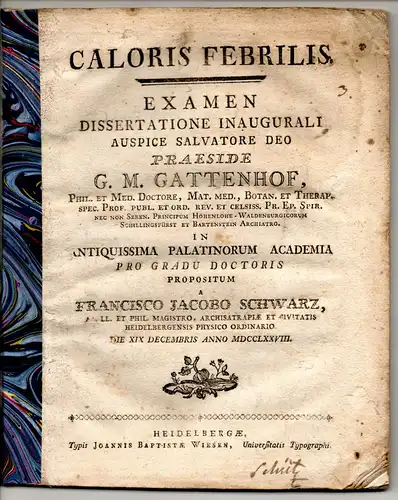 CALORIS FEBRILIS.
3.
EXAMEN
DISSERTATIONE INAUGURALI
AUSPICE SALVATORE DEO
PRAESIDE
G. M. GATTENHOF,
PHIL. ET MED. DOCTORE, MAT. MED., BOTAN. ET THERAP.
SPEC. PROF. PUBL. ET ORD. REV. ET CELSISS. PR. EP. SPIR.
NEC NON SEREN. PRINCIPUM HOHENLOHE-WALDENBURGICORUM
SCHILLINGSFÜRST ET BARTENSTEIN ARCHIATRO.
IN
ANTIQUISSIMA PALATINORUM ACADEMIA
PRO GRADU DOCTORIS
PROPOSITUM
A
FRANCISCO JACOBO SCHWARZ,
LL. ET PHIL. MAGISTRO, ARCHISATRAPIÆ ET CIVITATIS
HEIDELBERGENSIS PHYSICO ORDINARIO.
DIE XIX DECEMBRIS ANNO MDCCLXXVIII.
HEIDELBERGÆ,
Typis JOANNIS BAPTISTÆ WIESEN, Universitatis Typographi.